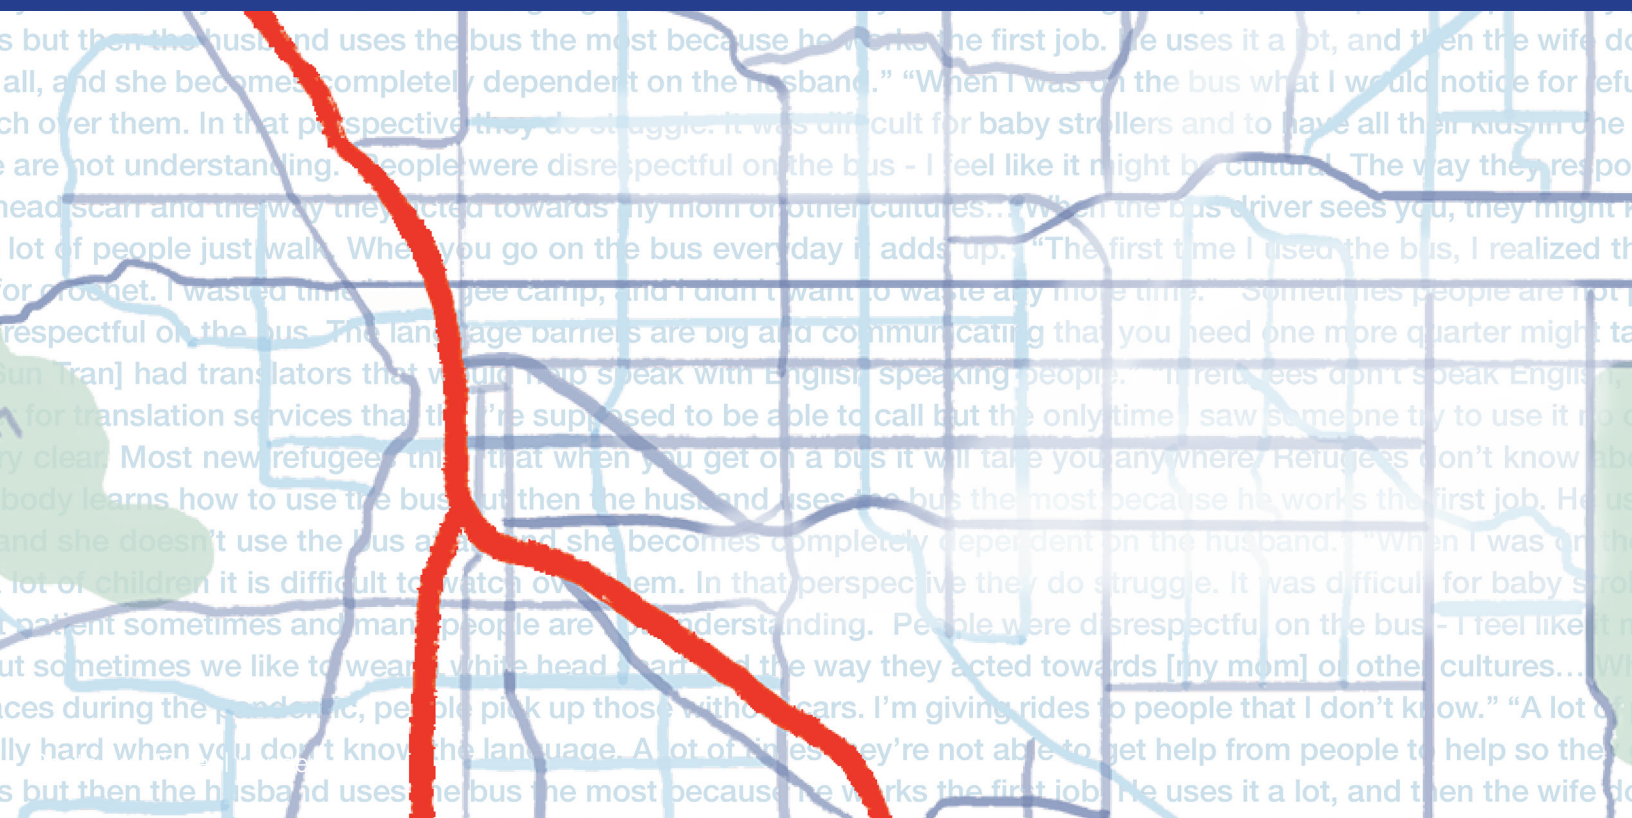 s but then the husband uses the bus the most because he works the first job. He uses it a lot, and then the wife do
all, and she becomes completely dependent on the husband.” “When I was on the bus what I would notice for refu
ch over them. In that perspective they do struggle. It was difficult for baby strollers and to have all their kids in one
e are not understanding. People were disrespectful on the bus - I feel like it might be cultural. The way they respo
head scarf and the way they acted towards my mom or other cultures… “When the bus driver sees you, they might
lot of people just walk. When you go on the bus everyday it adds up.” “The first time I used the bus, I realized th
for crochet. I wasted time in refugee camp, and I didn’t want to waste any more time.” “Sometimes people are not p
respectful on the bus. The language barriers are big and communicating that you need one more quarter might ta
Sun Tran] had translators that would help speak with English speaking people.” “If refugees don’t speak English,
for translation services that they’re supposed to be able to call but the only time I saw someone try to use it no o
ry clear. Most new refugees think that when you get on a bus it will take you anywhere. Refugees don’t know abo
body learns how to use the bus but then the husband uses the bus the most because he works the first job. He us
and she doesn’t use the bus at all, and she becomes completely dependent on the husband.” “When I was on the
lot of children it is difficult to watch over them. In that perspective they do struggle. It was difficult for baby strol
t patient sometimes and many people are not understanding. People were disrespectful on the bus - I feel like it m
ut sometimes we like to wear a white head scarf and the way they acted towards [my mom] or other cultures… “Wh
aces during the pandemic, people pick up those without cars. I’m giving rides to people that I don’t know.” “A lot of
lly hard when you don’t know the language. A lot of times they’re not able to get help from people to help so the
s but then the husband uses the bus the most because he works the first job. He uses it a lot, and then the wife do